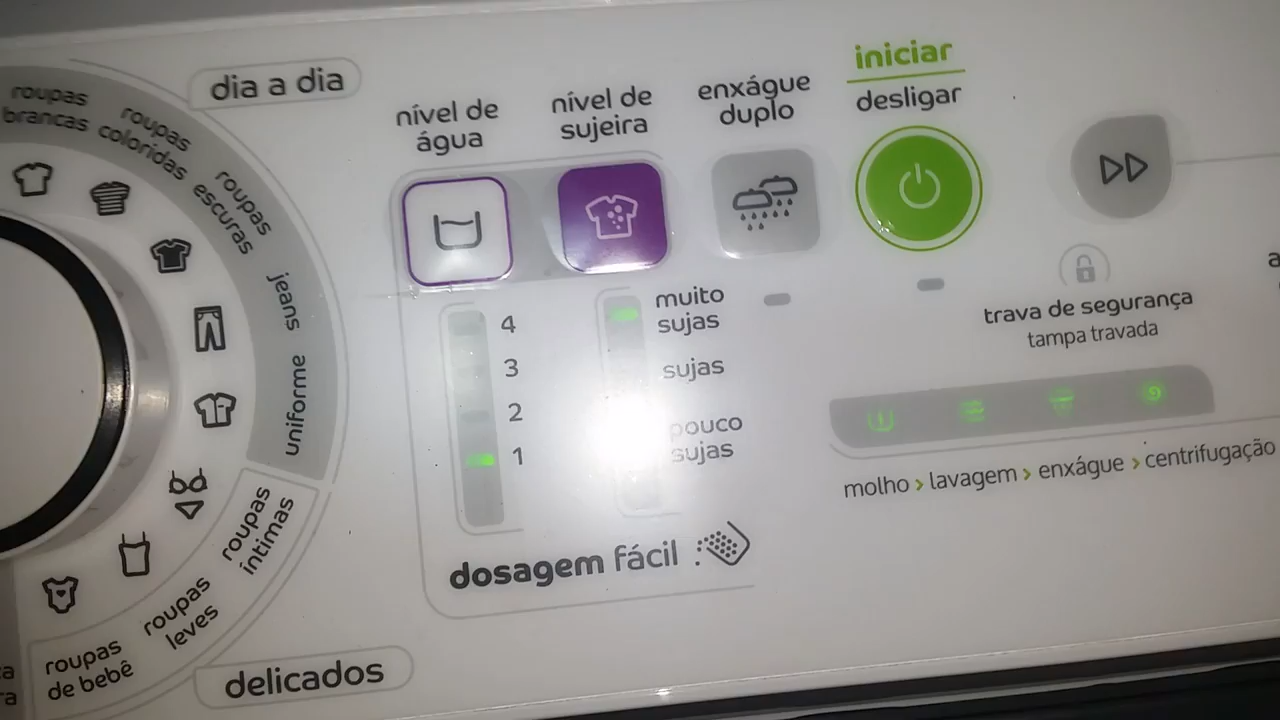 dia a dia
roupas
brancas
roupas
coloridas
roupas
escuras
jeans
uniforme
roupas
íntimas
roupas
leves
roupas
de bebê
delicados
nível de
água
nível de
sujeira
enxágue
duplo
iniciar
desligar
4
3
2
1
muito
sujas
sujas
pouco
sujas
dosagem fácil
trava de segurança
tampa travada
molho > lavagem > enxágue > centrifugação